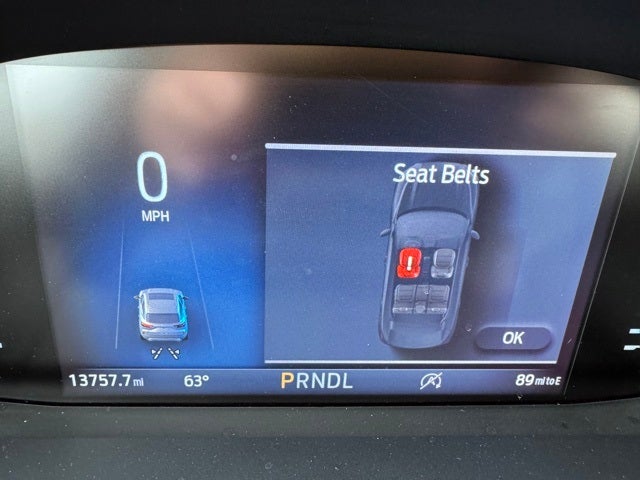 Seat Belts
0
MPH
!
OK
13757.7 mi 63° PRNDL A 89 mi to E